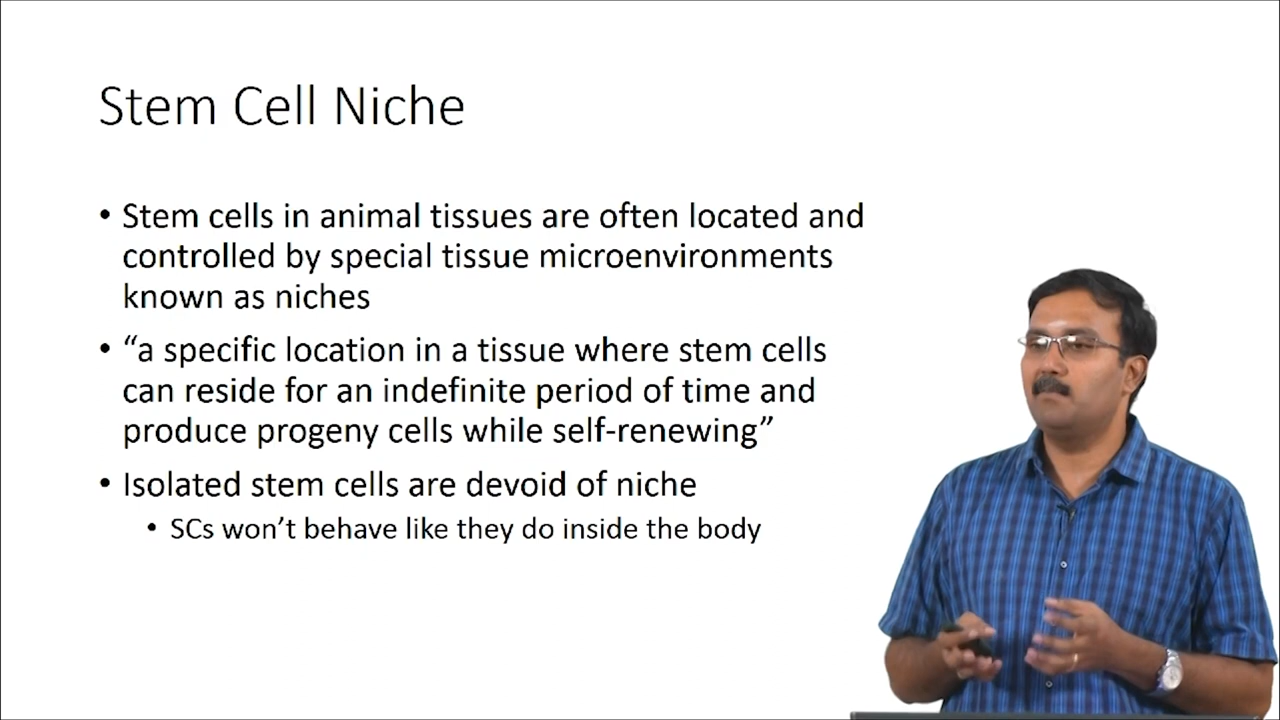 Stem Cell Niche
• Stem cells in animal tissues are often located and
controlled by special tissue microenvironments
known as niches
• “a specific location in a tissue where stem cells
can reside for an indefinite period of time and
produce progeny cells while self-renewing”
• Isolated stem cells are devoid of niche
• SCs won’t behave like they do inside the body